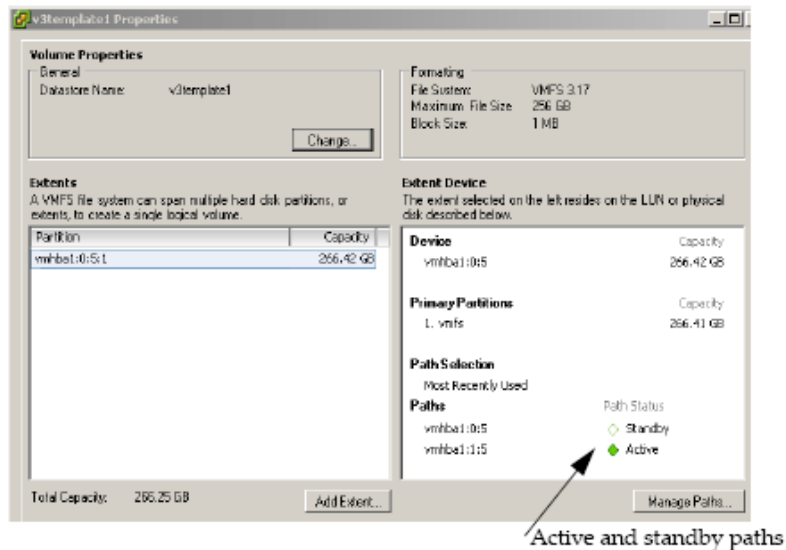 v3template1 Properties
Volume Properties
General
Datastore Name: v3template1
Change...
Formatting
File System: VMFS 3.17
Maximum File Size 256 GB
Block Size: 1 MB
Extents
A VMFS file system can span multiple hard disk partitions, or
extents, to create a single logical volume.
Partition Capacity
vmhba1:0:5:1 266.42 GB
Total Capacity: 266.25 GB
Add Extent...
Extent Device
The extent selected on the left resides on the LUN or physical
disk described below.
Device Capacity
vmhba1:0:5 266.42 GB
Primary Partitions Capacity
1. vmfs 266.41 GB
Path Selection
Most Recently Used
Paths Path Status
vmhba1:0:5 Standby
vmhba1:1:5 Active
Manage Paths...
Active and standby paths